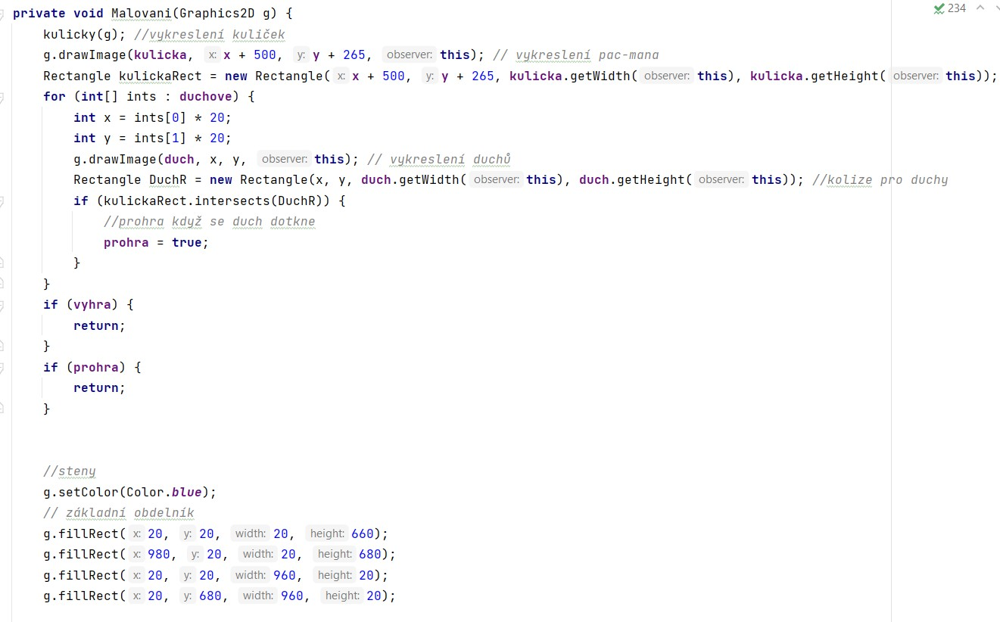 private void Malovani(Graphics2D g) {
234
kulicky(g); //vykreslení kuliček
g.drawImage(kulicka, x: x + 500, y: y + 265, observer: this); // vykreslení pac-mana
Rectangle kulickaRect = new Rectangle( x: x + 500, y: y + 265, kulicka.getWidth( observer: this), kulicka.getHeight( observer: this));
for (int[] ints : duchove) {
int x = ints[0] * 20;
int y = ints[1] * 20;
g.drawImage(duch, x, y, observer: this); // vykreslení duchů
Rectangle DuchR = new Rectangle(x, y, duch.getWidth( observer: this), duch.getHeight( observer: this)); //kolize pro duchy
if (kulickaRect.intersects(DuchR)) {
//prohra když se duch dotkne
prohra = true;
}
}
if (vyhra) {
return;
}
if (prohra) {
return;
}
//steny
g.setColor(Color.blue);
// základní obdelník
g.fillRect( x: 20, y: 20, width: 20, height: 660);
g.fillRect( x: 980, y: 20, width: 20, height: 680);
g.fillRect( x: 20, y: 20, width: 960, height: 20);
g.fillRect( x: 20, y: 680, width: 960, height: 20);